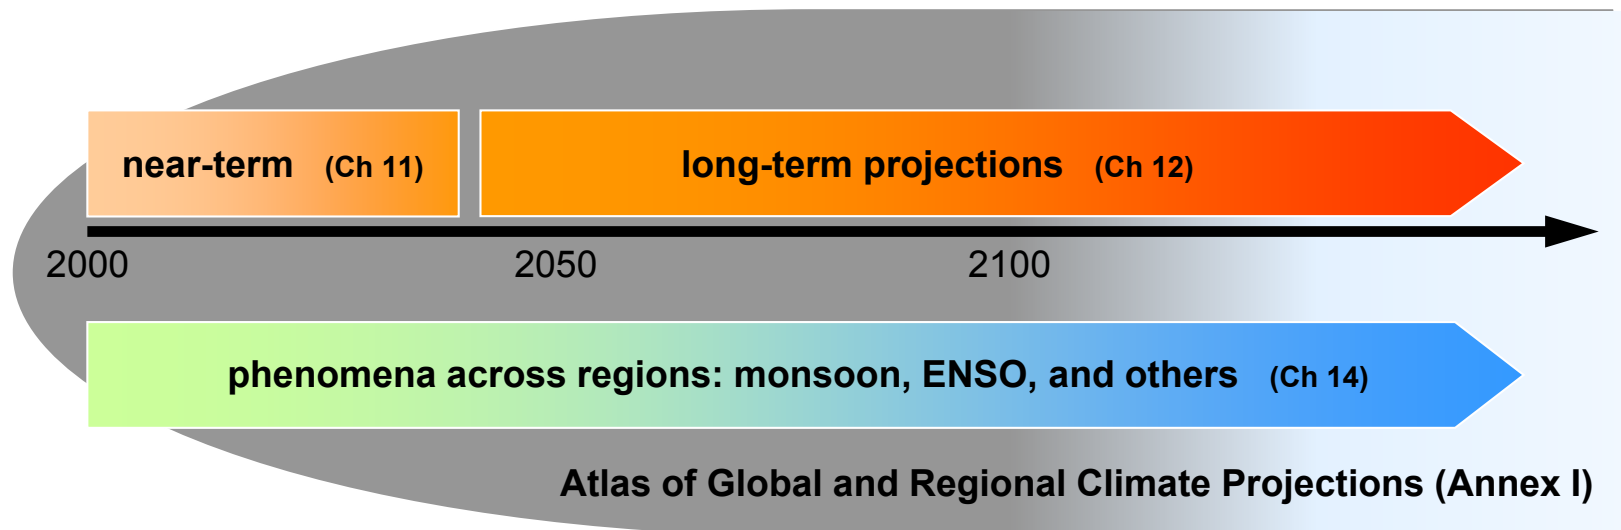 near-term (Ch 11)
long-term projections (Ch 12)
2000 2050 2100
phenomena across regions: monsoon, ENSO, and others (Ch 14)
Atlas of Global and Regional Climate Projections (Annex I)